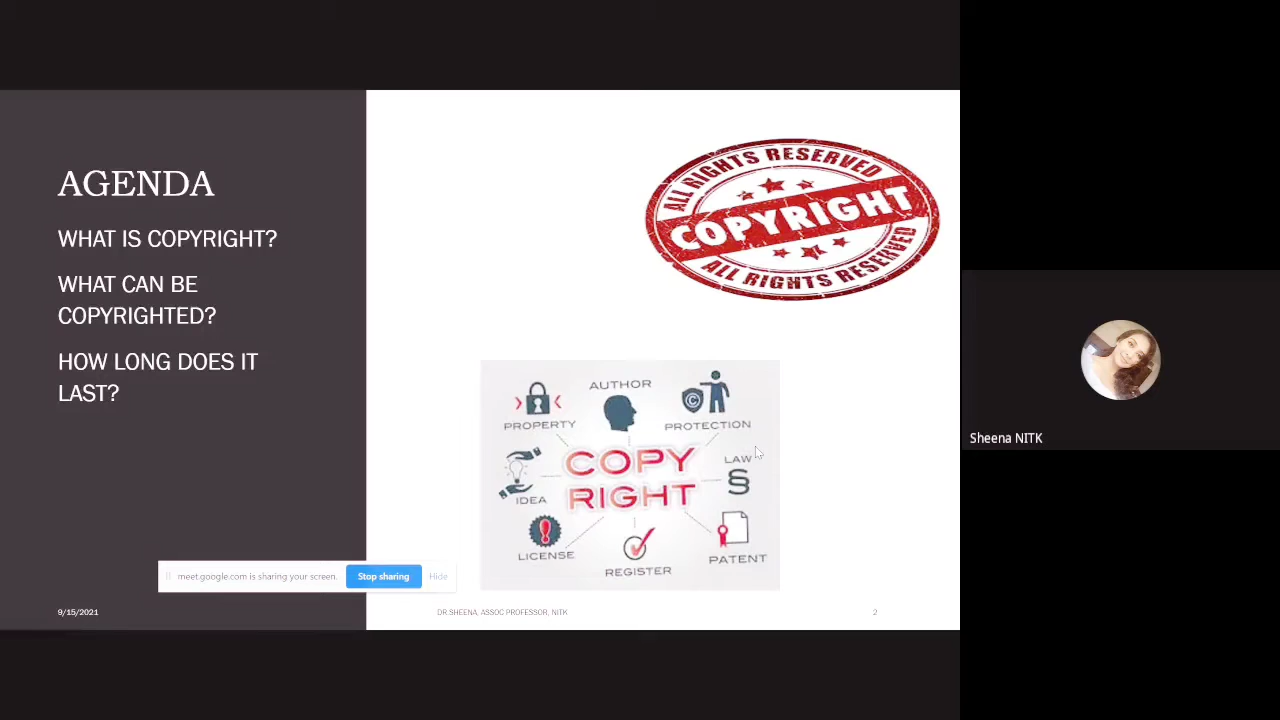 AGENDA
WHAT IS COPYRIGHT?
WHAT CAN BE
COPYRIGHTED?
HOW LONG DOES IT
LAST?
ALL RIGHTS RESERVED
COPYRIGHT
ALL RIGHTS RESERVED
AUTHOR
PROPERTY
PROTECTION
COPY
RIGHT
LAW
§
IDEA
LICENSE
REGISTER
PATENT
©
meet.google.com is sharing your screen.
Stop sharing
Hide
9/15/2021
DR SHEENA, ASSOC PROFESSOR, NITK
2
Sheena NITK